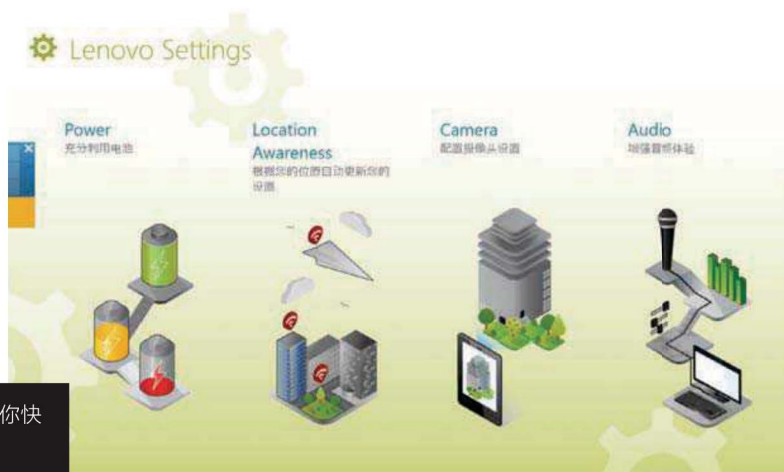 Lenovo Settings
Power
充分利用电池
Location
Awareness
根据您的位置自动更新您的
设置
Camera
配置摄像头设置
Audio
增强音频体验
你快